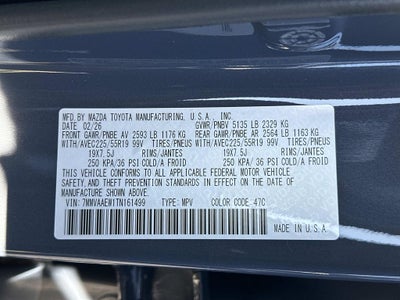 MFD.BY MAZDA TOYOTA MANUFACTURING, U.S.A., INC.
DATE: 02/26 GVWR/PNBV 5135 LB 2329 KG
FRONT GAWR/PNBE AV 2593 LB 1176 KG REAR GAWR/PNBE AR 2564 LB 1163 KG
WITH/AVEC225/55R19 99V TIRES/PNEUS WITH/AVEC225/55R19 99V TIRES/PNEUS
19X7.5J RIMS/JANTES 19X7.5J RIMS/JANTES
250 KPA/36 PSI COLD/A FROID 250 KPA/36 PSI COLD/A FROID
THIS VEHICLE CONFORMS TO ALL APPLICABLE FEDERAL MOTOR VEHICLE
SAFETY AND THEFT PREVENTION STANDARDS IN EFFECT ON THE DATE OF
MANUFACTURE SHOWN ABOVE.
VIN: 7MMVAAEW1TN161499 TYPE: MPV COLOR CODE: 47C
MADE IN U.S.A